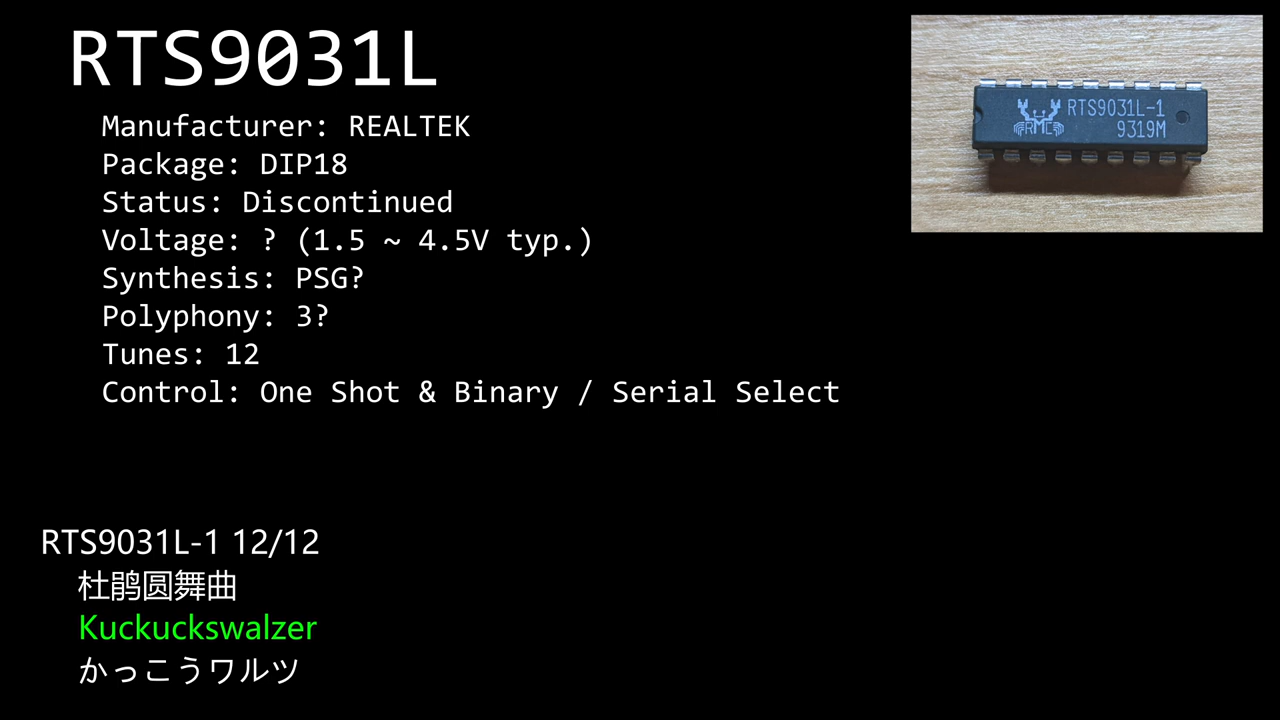 RTS9031L
Manufacturer: REALTEK
Package: DIP18
Status: Discontinued
Voltage: ? (1.5 ~ 4.5V typ.)
Synthesis: PSG?
Polyphony: 3?
Tunes: 12
Control: One Shot & Binary / Serial Select
RMC
RTS9031L-1
9319M
RTS9031L-1 12/12
杜鹃圆舞曲
Kuckuckswalzer
かっこうワルツ